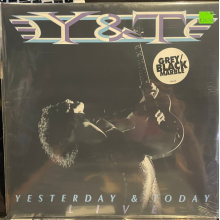 Y&T
GREY/
BLACK
MARBLE
YESTERDAY & TODAY
LIVE